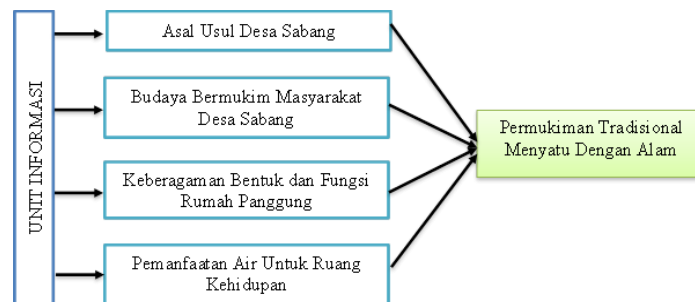 UNIT INFORMASI
Asal Usul Desa Sabang
Budaya Bermukim Masyarakat
Desa Sabang
Keberagaman Bentuk dan Fungsi
Rumah Panggung
Pemanfaatan Air Untuk Ruang
Kehidupan
Permukiman Tradisional
Menyatu Dengan Alam